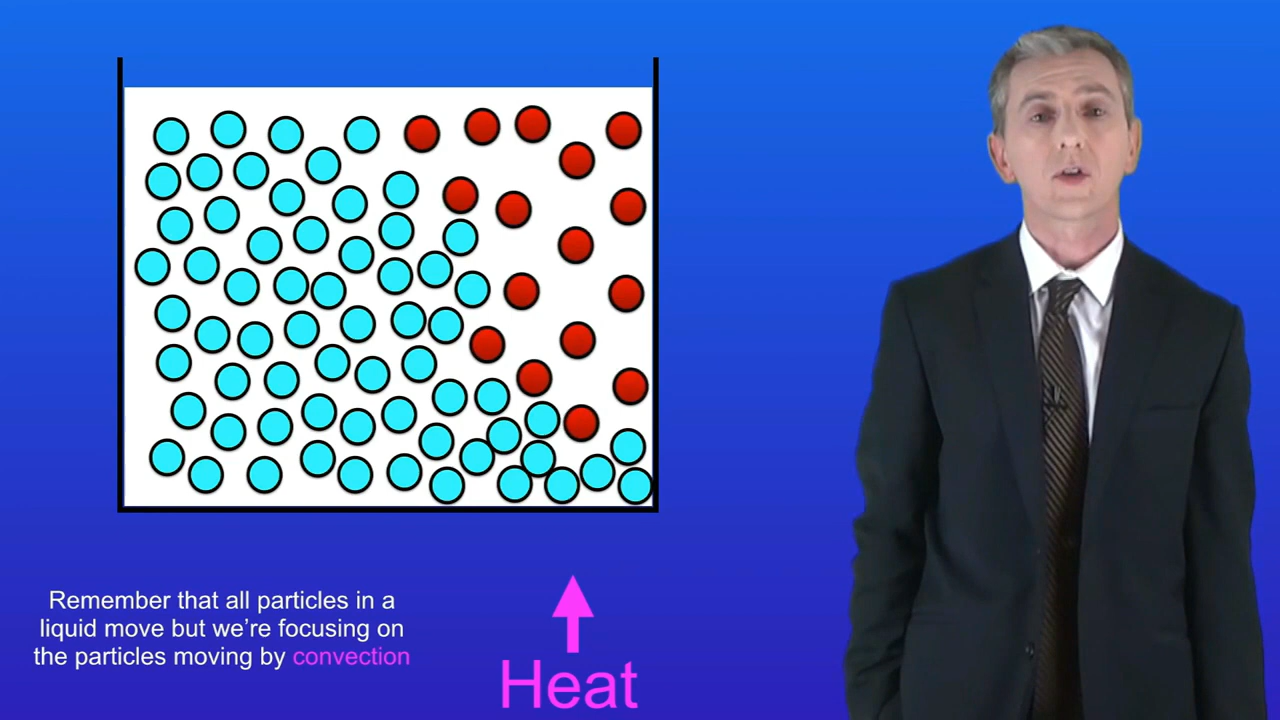 Remember that all particles in a
liquid move but we’re focusing on
the particles moving by convection
Heat